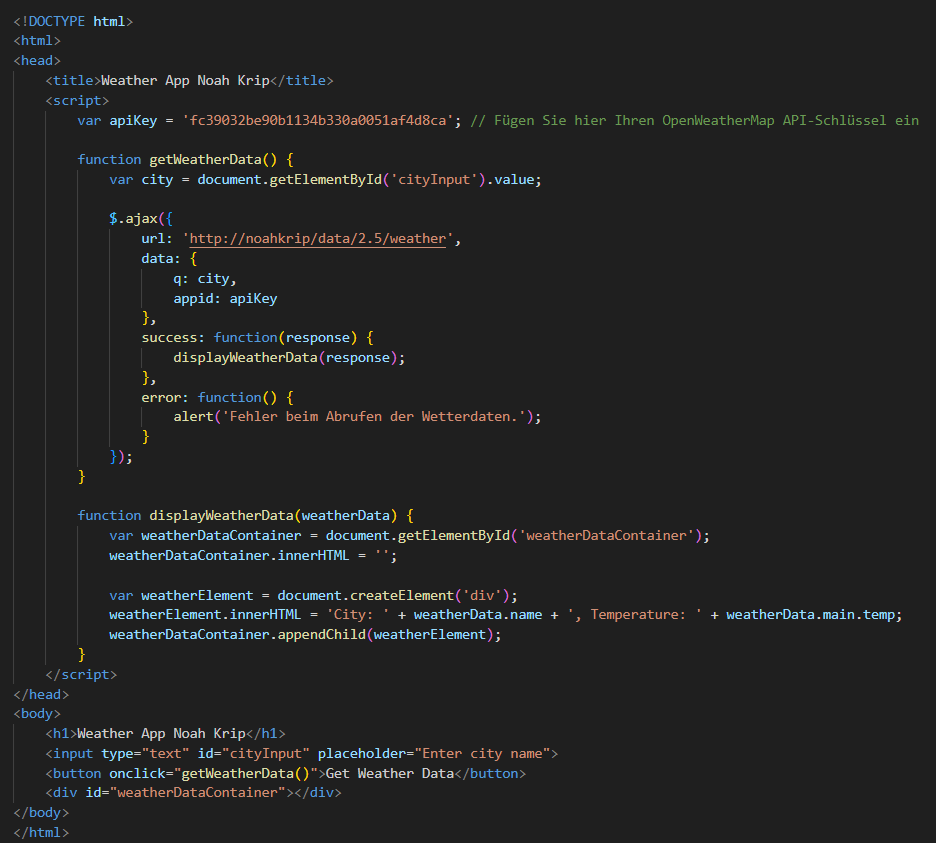 <!DOCTYPE html>
<html>
<head>
    <title>Weather App Noah Krip</title>
    <script>
        var apiKey = 'fc39032be90b1134b330a0051af4d8ca'; // Fügen Sie hier Ihren OpenWeatherMap API-Schlüssel ein

        function getWeatherData() {
            var city = document.getElementById('cityInput').value;

            $.ajax({
                url: 'http://noahkrip/data/2.5/weather',
                data: {
                    q: city,
                    appid: apiKey
                },
                success: function(response) {
                    displayWeatherData(response);
                },
                error: function() {
                    alert('Fehler beim Abrufen der Wetterdaten.');
                }
            });
        }

        function displayWeatherData(weatherData) {
            var weatherDataContainer = document.getElementById('weatherDataContainer');
            weatherDataContainer.innerHTML = '';

            var weatherElement = document.createElement('div');
            weatherElement.innerHTML = 'City: ' + weatherData.name + ', Temperature: ' + weatherData.main.temp;
            weatherDataContainer.appendChild(weatherElement);
        }
    </script>
</head>
<body>
    <h1>Weather App Noah Krip</h1>
    <input type="text" id="cityInput" placeholder="Enter city name">
    <button onclick="getWeatherData()">Get Weather Data</button>
    <div id="weatherDataContainer"></div>
</body>
</html>